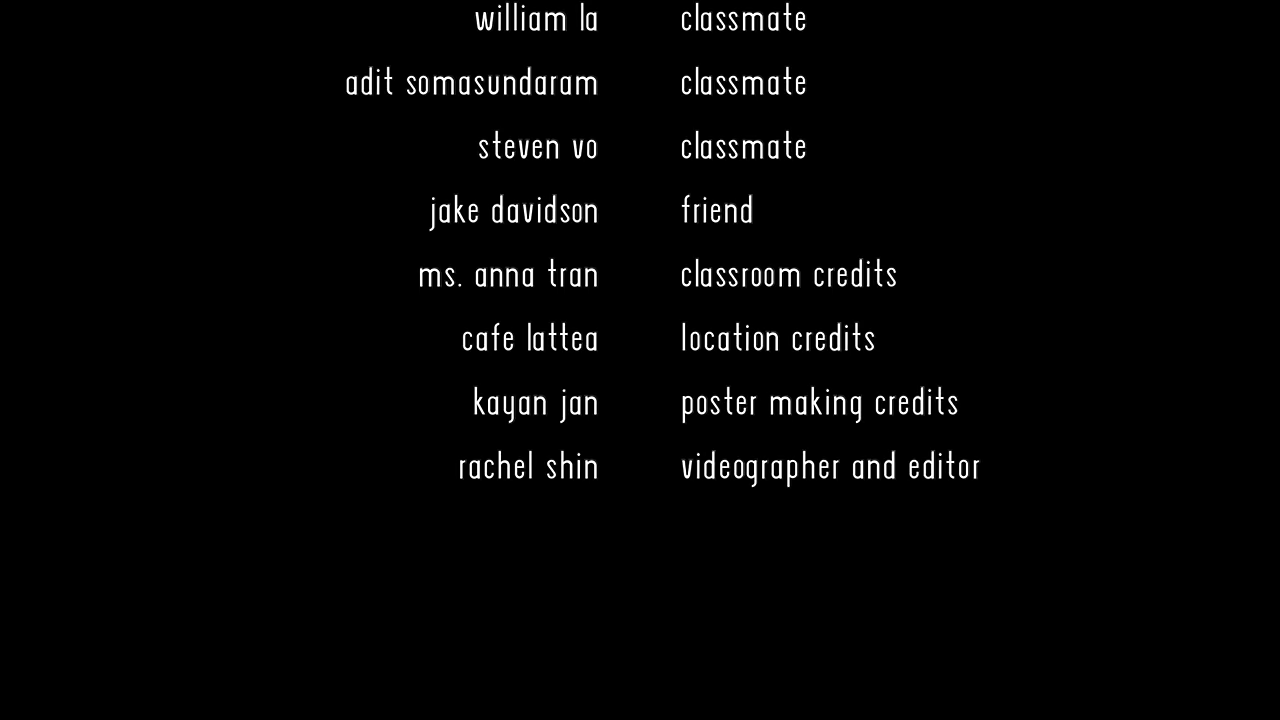 william la classmate
adit somasundaram classmate
steven vo classmate
jake davidson friend
ms. anna tran classroom credits
cafe lattea location credits
kayan jan poster making credits
rachel shin videographer and editor